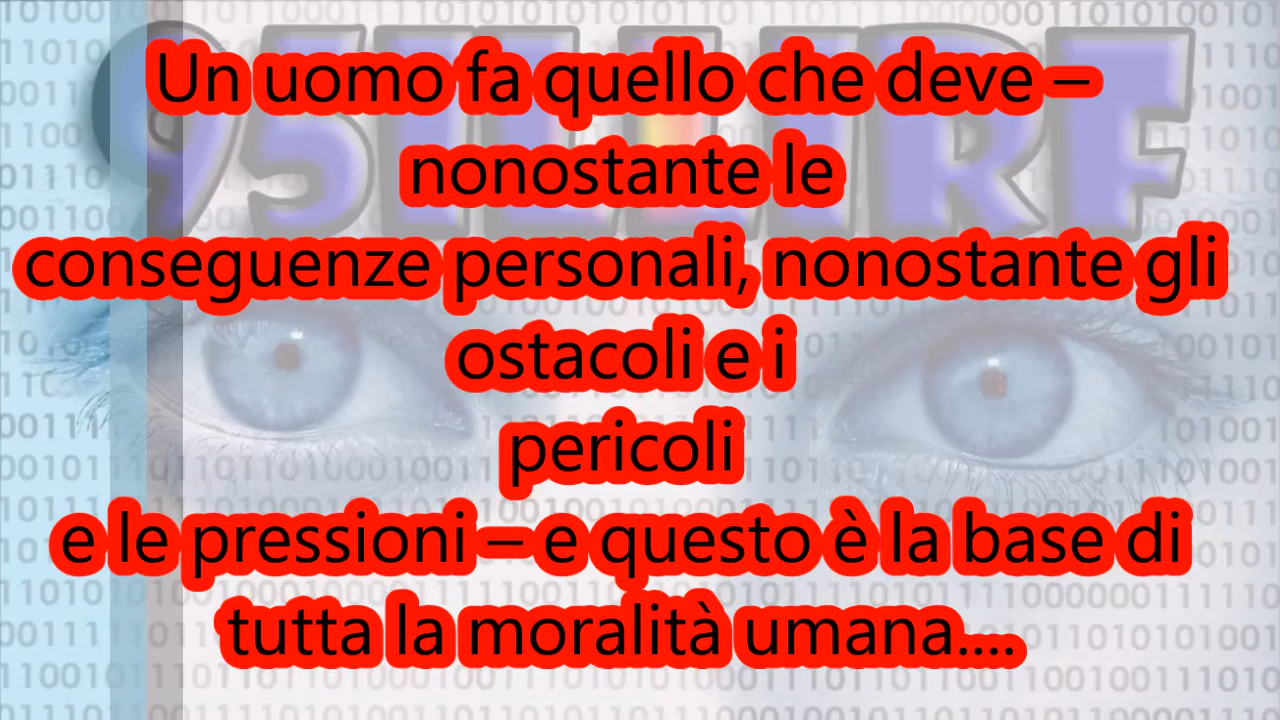 95ILLIRF
Un uomo fa quello che deve –
nonostante le
conseguenze personali, nonostante gli
ostacoli e i
pericoli
e le pressioni – e questo è la base di
tutta la moralità umana....